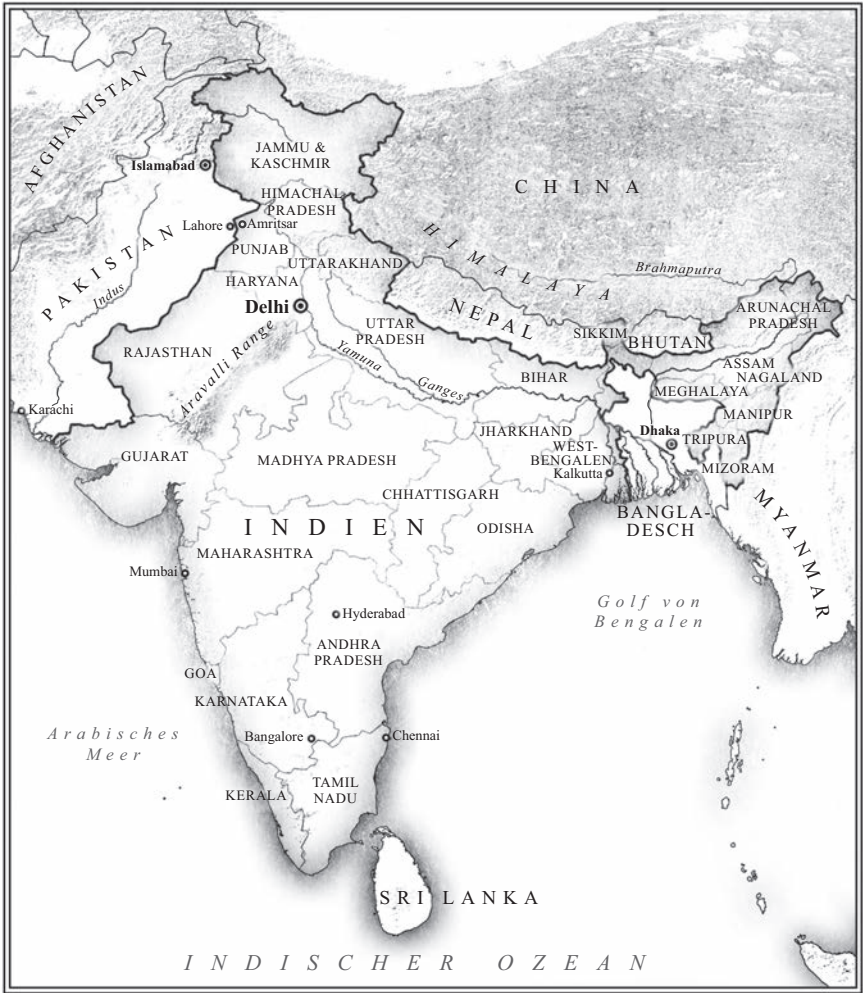 AFGHANISTAN
JAMMU &
KASCHMIR
Islamabad
CHINA
HIMACHAL
PRADESH
Lahore
Amritsar
PAKISTAN
PUNJAB
HIMALAYA
UTTARAKHAND
Brahmaputra
Indus
HARYANA
Delhi
NEPAL
ARUNACHAL
PRADESH
UTTAR
PRADESH
SIKKIM
BHUTAN
RAJASTHAN
Aravalli Range
Yamuna
Ganges
BIHAR
ASSAM
NAGALAND
MEGHALAYA
Karachi
MANIPUR
JHARKHAND
Dhaka
TRIPURA
WEST-
BENGALEN
Kalkutta
GUJARAT
MADHYA PRADESH
MIZORAM
CHHATTISGARH
BANGLA-
DESCH
MYANMAR
INDIEN
ODISHA
MAHARASHTRA
Mumbai
Golf von
Bengalen
Hyderabad
ANDHRA
PRADESH
GOA
KARNATAKA
Arabisches
Meer
Bangalore
Chennai
KERALA
TAMIL
NADU
SRI LANKA
INDISCHER OZEAN